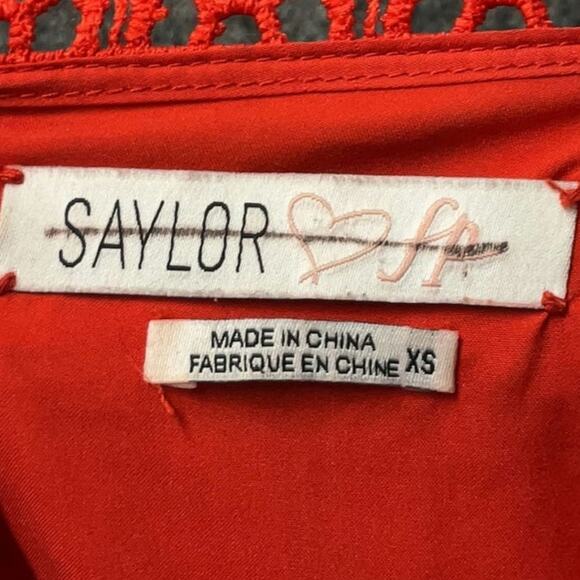 SAYLOR fp
MADE IN CHINA
FABRIQUE EN CHINE XS